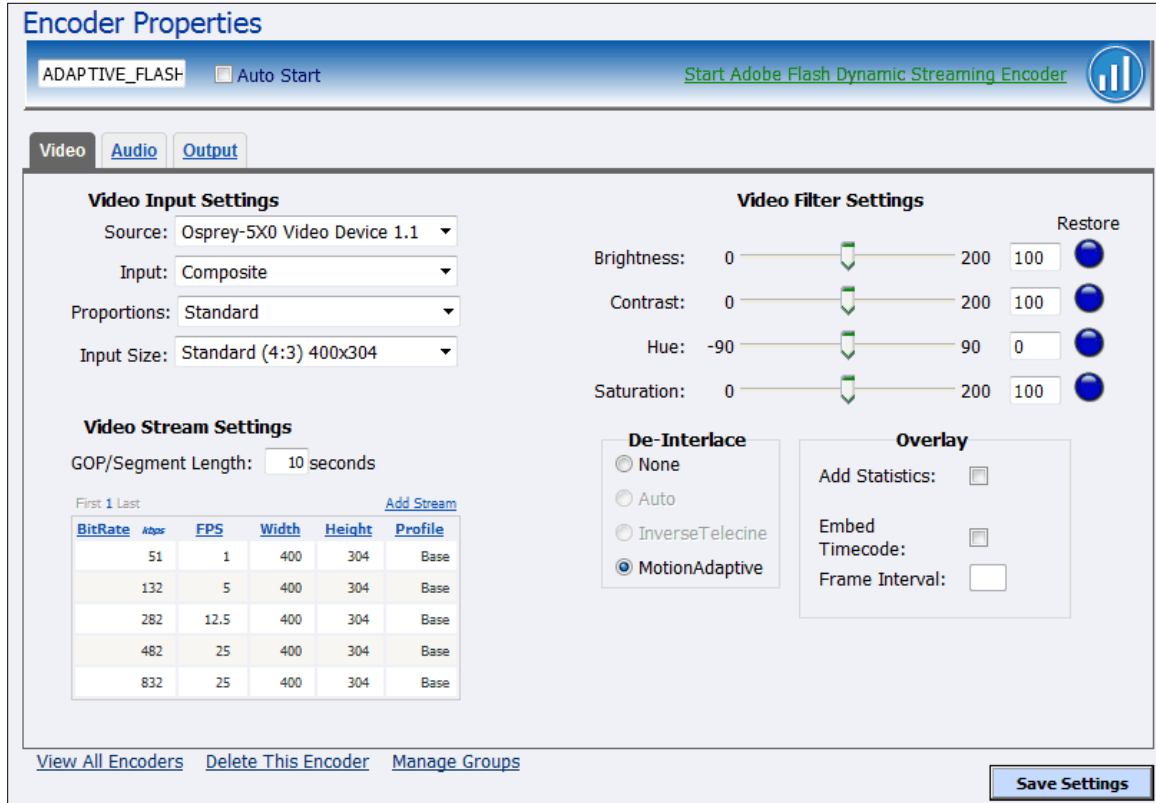 Encoder Properties
ADAPTIVE_FLASH Auto Start Start Adobe Flash Dynamic Streaming Encoder
Video Audio Output
Video Input Settings
Source: Osprey-5X0 Video Device 1.1
Input: Composite
Proportions: Standard
Input Size: Standard (4:3) 400x304
Video Stream Settings
GOP/Segment Length: 10 seconds
First 1 Last Add Stream
BitRate kbps FPS Width Height Profile
51 1 400 304 Base
132 5 400 304 Base
282 12.5 400 304 Base
482 25 400 304 Base
832 25 400 304 Base
Video Filter Settings
Restore
Brightness: 0 200 100
Contrast: 0 200 100
Hue: -90 90 0
Saturation: 0 200 100
De-Interlace
None
Auto
InverseTelecine
MotionAdaptive
Overlay
Add Statistics:
Embed
Timecode:
Frame Interval:
View All Encoders Delete This Encoder Manage Groups
Save Settings